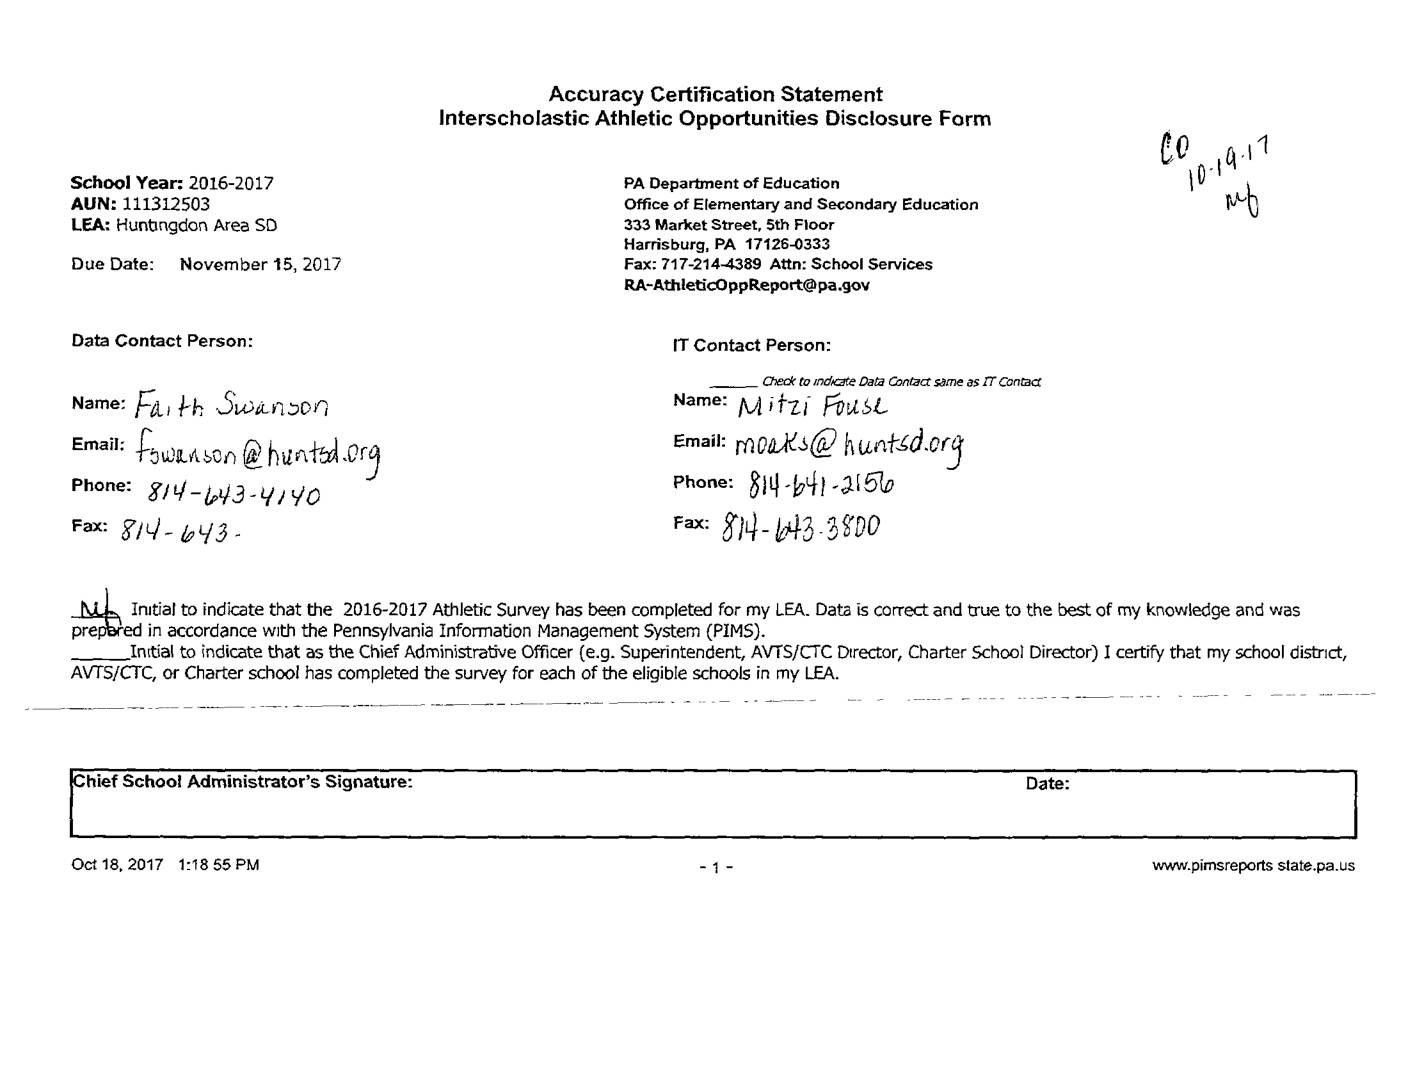 Accuracy Certification Statement
Interscholastic Athletic Opportunities Disclosure Form
CO
10-19-17
mf
School Year: 2016-2017
AUN: 111312503
LEA: Huntingdon Area SD
Due Date: November 15, 2017
PA Department of Education
Office of Elementary and Secondary Education
333 Market Street, 5th Floor
Harrisburg, PA 17126-0333
Fax: 717-214-4389 Attn: School Services
RA-AthleticOppReport@pa.gov
Data Contact Person:
Name: Faith Swanson
Email: fswanson@huntsd.org
Phone: 814-643-4140
Fax: 814-643-
IT Contact Person:
______ Check to indicate Data Contact same as IT Contact
Name: Mitzi Fouse
Email: moaks@huntsd.org
Phone: 814-641-2156
Fax: 814-643-3800
mf Initial to indicate that the 2016-2017 Athletic Survey has been completed for my LEA. Data is correct and true to the best of my knowledge and was
prepared in accordance with the Pennsylvania Information Management System (PIMS).
______Initial to indicate that as the Chief Administrative Officer (e.g. Superintendent, AVTS/CTC Director, Charter School Director) I certify that my school district,
AVTS/CTC, or Charter school has completed the survey for each of the eligible schools in my LEA.
Chief School Administrator's Signature: Date:
Oct 18, 2017 1:18 55 PM - 1 - www.pimsreports state.pa.us